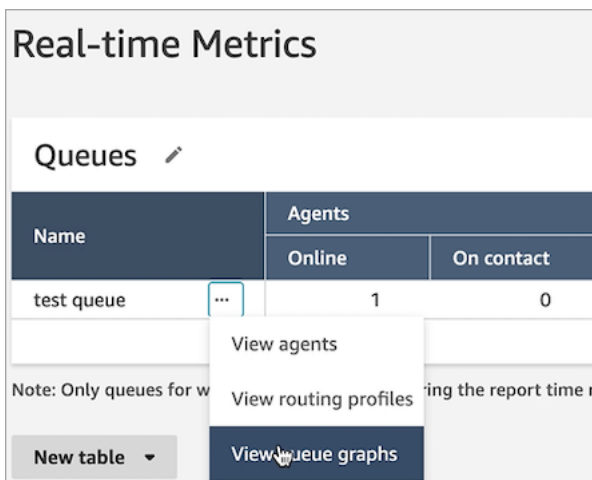 Real-time Metrics
Queues
Name
Agents
Online
On contact
test queue
...
1
0
View agents
Note: Only queues for w
ring the report time
View routing profiles
New table
View queue graphs